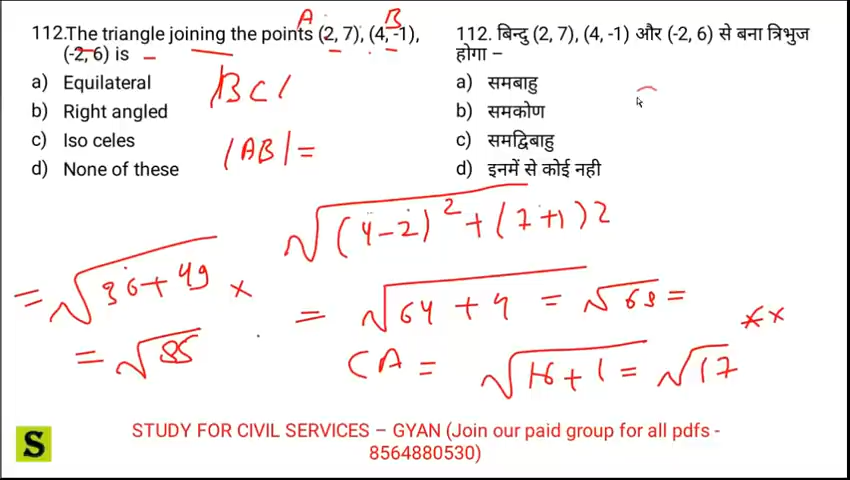 A B
112.The triangle joining the points (2, 7), (4, -1),
(-2, 6) is
a) Equilateral
b) Right angled
c) Iso celes
d) None of these
112. बिन्दु (2, 7), (4, -1) और (-2, 6) से बना त्रिभुज
होगा –
a) समबाहु
b) समकोण
c) समद्विबाहु
d) इनमें से कोई नही
|BC|
|AB| =
√(4-2)² + (7+1)2
= √36+49 ×
= √64+4 = √68 =
= √85
CA = √16+1 = √17 **
S
STUDY FOR CIVIL SERVICES – GYAN (Join our paid group for all pdfs -
8564880530)